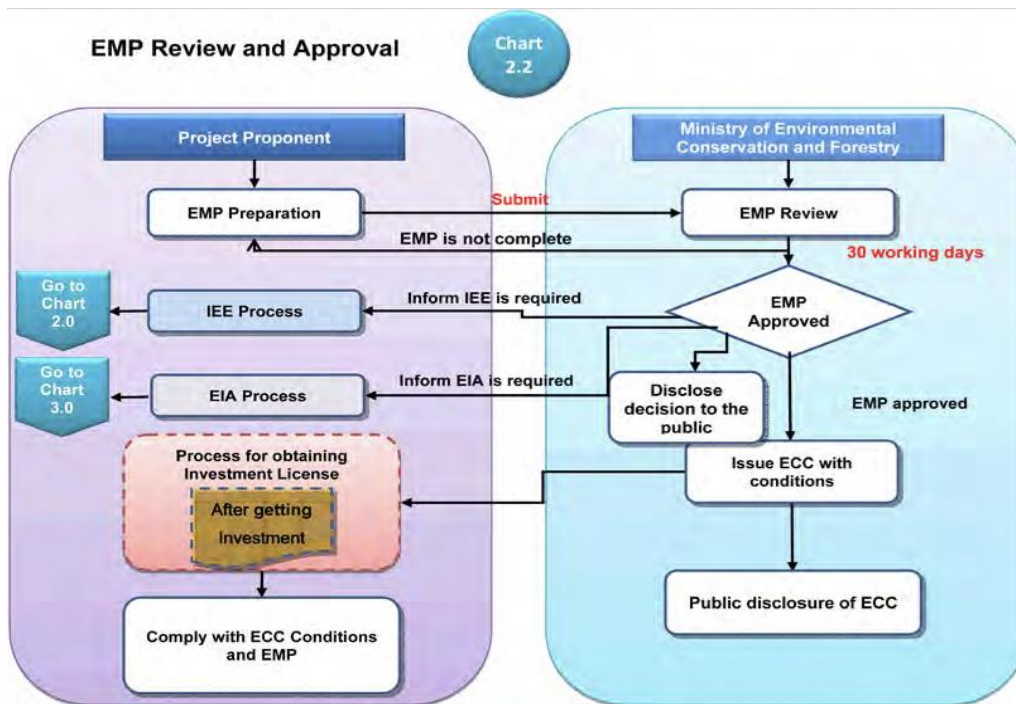 EMP Review and Approval
Chart
2.2
Project Proponent
Ministry of Environmental
Conservation and Forestry
EMP Preparation
Submit
EMP Review
EMP is not complete
30 working days
Go to
Chart
2.0
IEE Process
Inform IEE is required
EMP
Approved
Go to
Chart
3.0
EIA Process
Inform EIA is required
Disclose
decision to the
public
EMP approved
Process for obtaining
Investment License
After getting
Investment
Issue ECC with
conditions
Comply with ECC Conditions
and EMP
Public disclosure of ECC